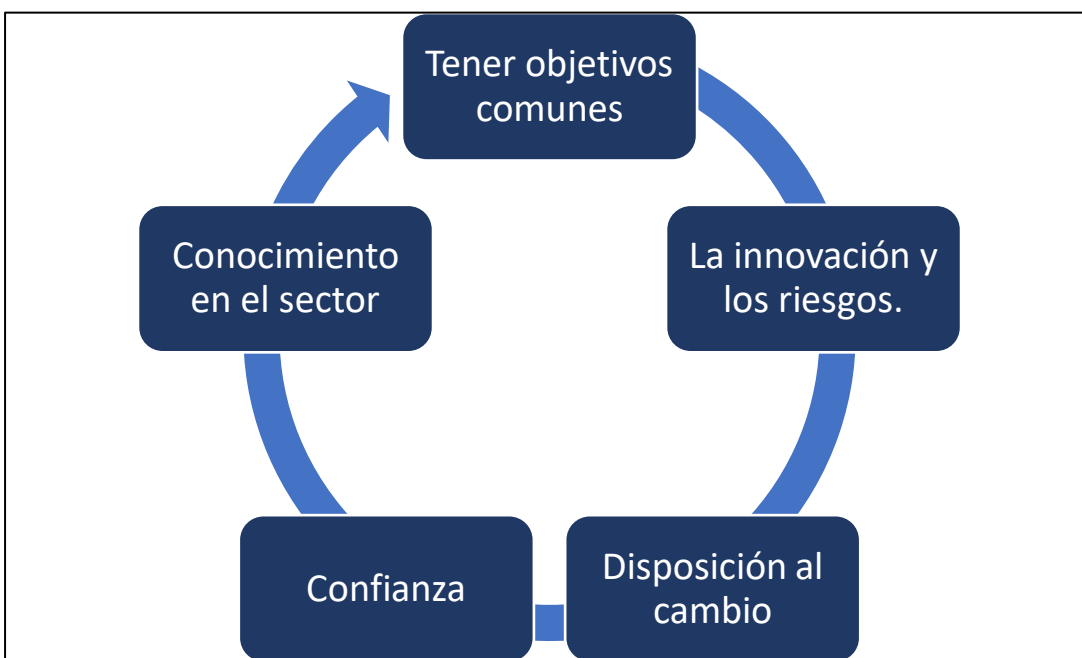 Tener objetivos
comunes
La innovación y
los riesgos.
Disposición al
cambio
Confianza
Conocimiento
en el sector